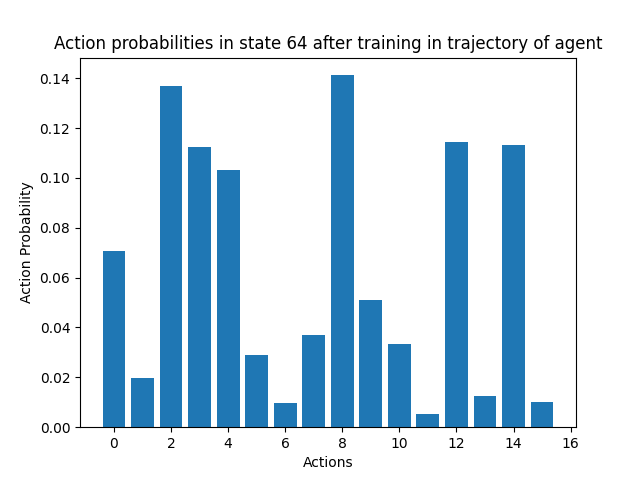 Action probabilities in state 64 after training in trajectory of agent
0.14
0.12
0.10
0.08
0.06
0.04
0.02
0.00
Action Probability
0 2 4 6 8 10 12 14 16
Actions